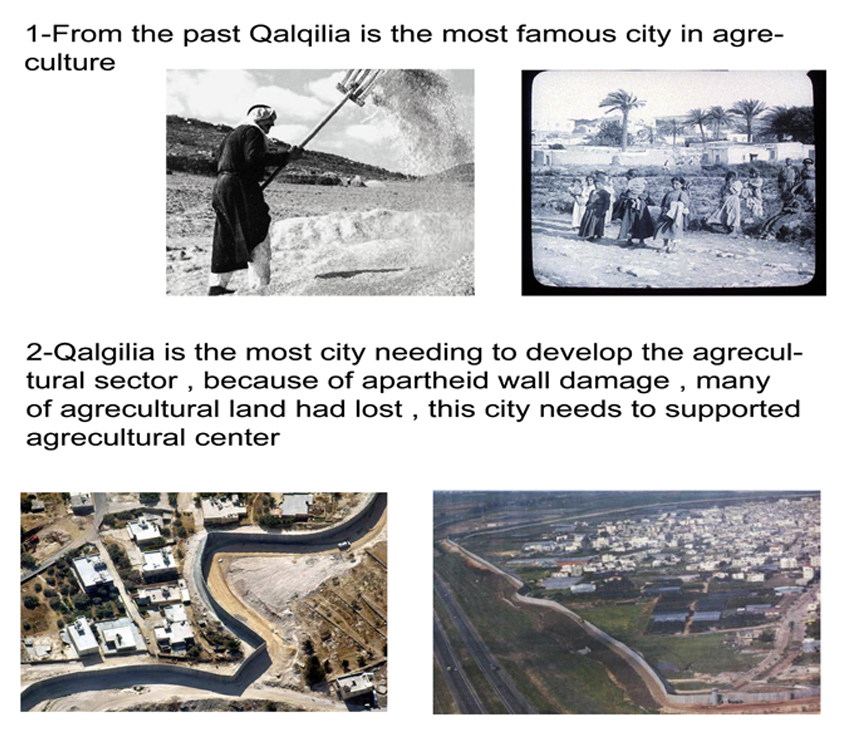 1-From the past Qalqilia is the most famous city in agre-
culture
2-Qalgilia is the most city needing to develop the agrecul-
tural sector , because of apartheid wall damage , many
of agrecultural land had lost , this city needs to supported
agrecultural center